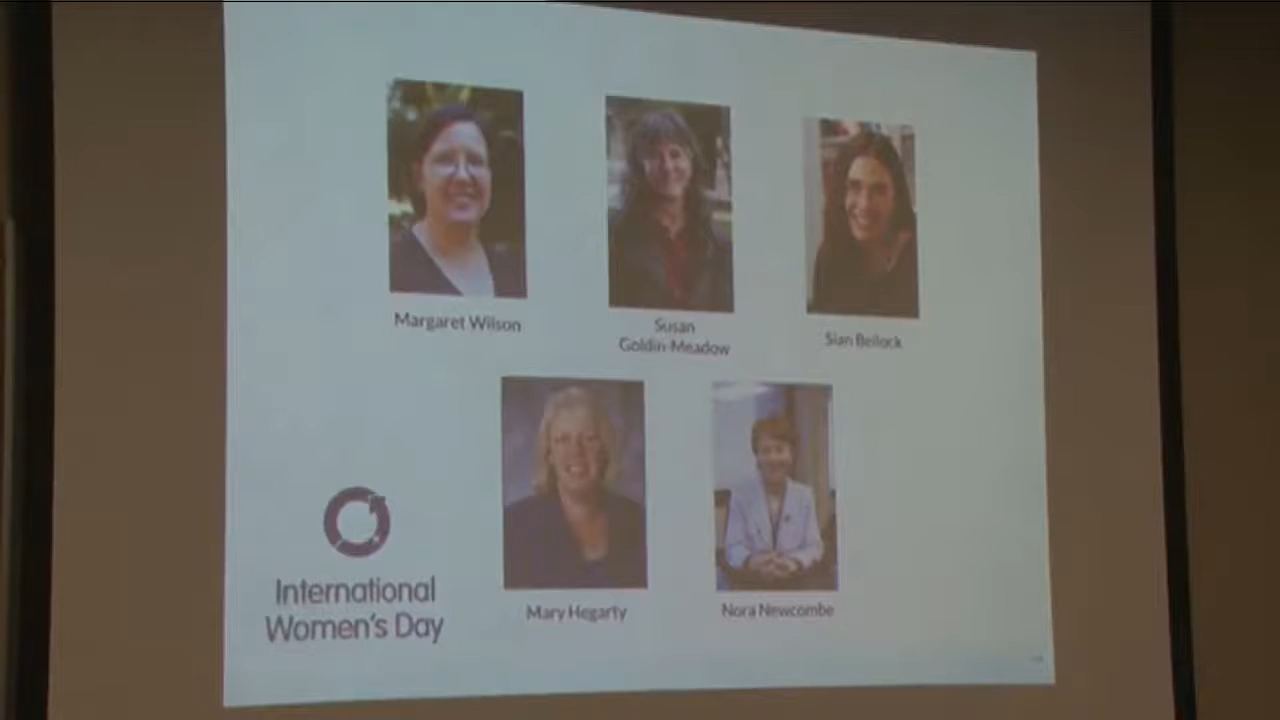 Margaret Wilson
Susan
Goldin-Meadow
Sian Beilock
Mary Hegarty
Nora Newcombe
International
Women's Day